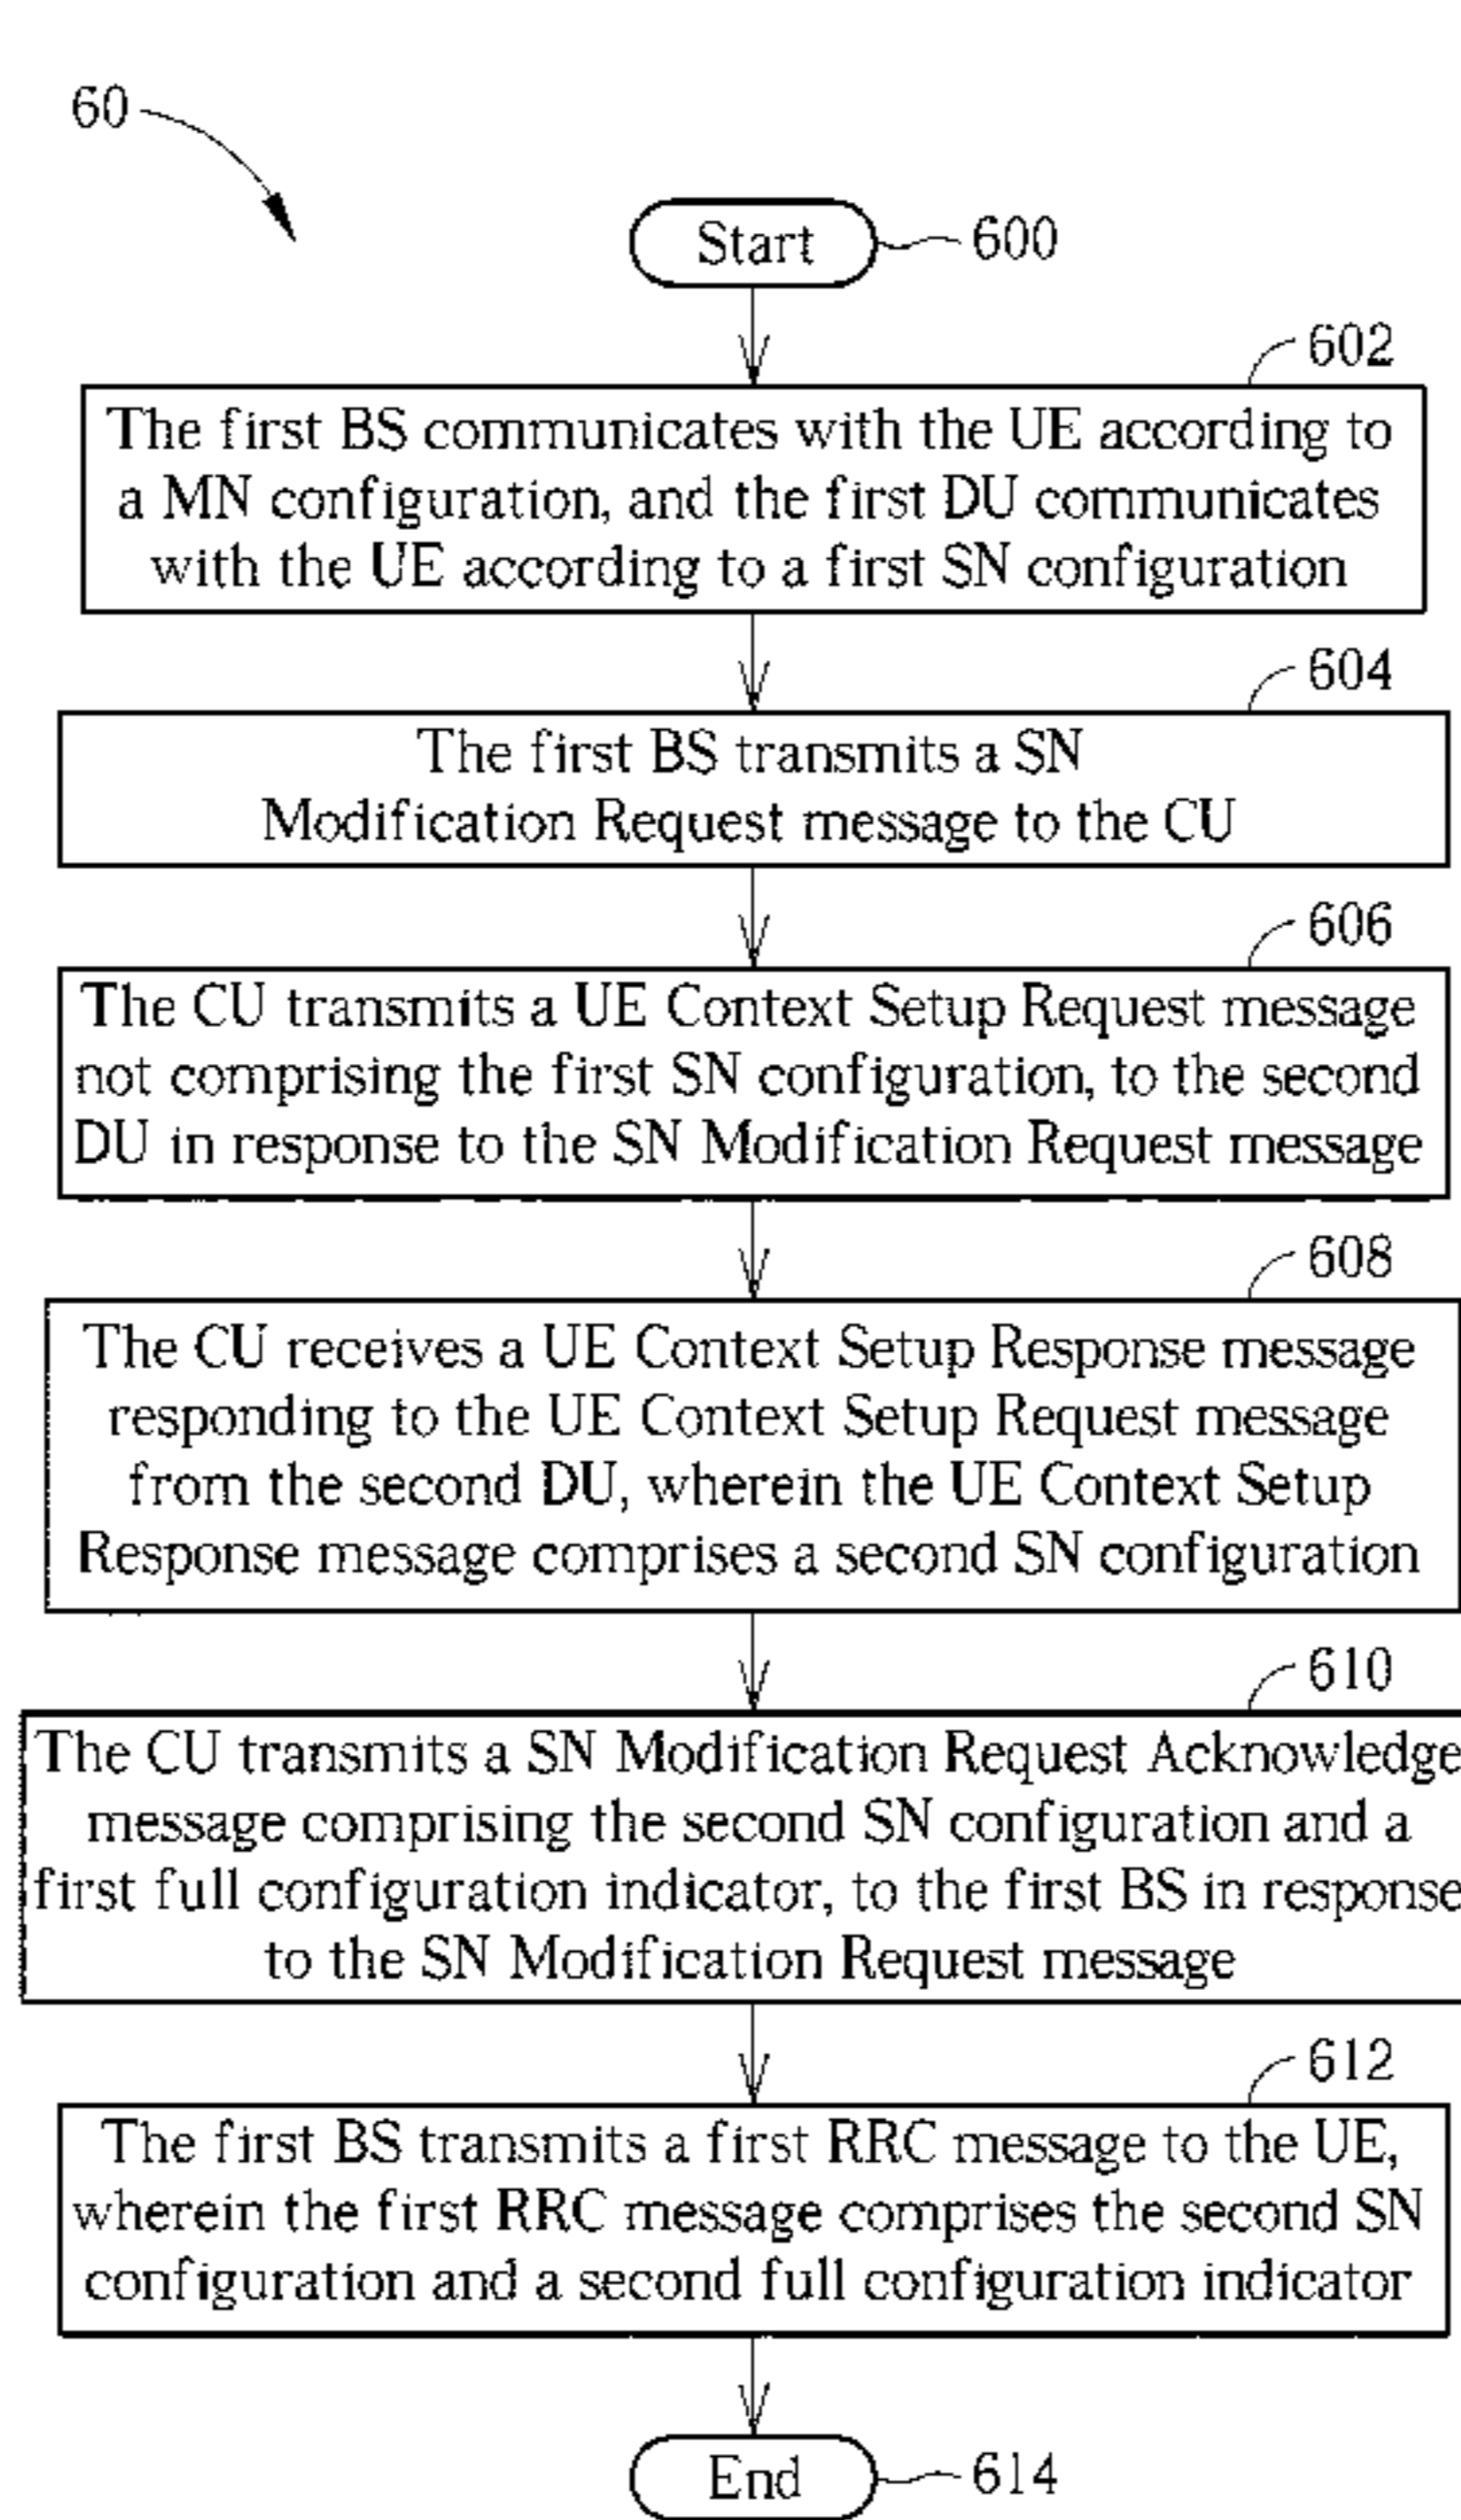 60
Start
600
602
The first BS communicates with the UE according to
a MN configuration, and the first DU communicates
with the UE according to a first SN configuration
604
The first BS transmits a SN
Modification Request message to the CU
606
The CU transmits a UE Context Setup Request message
not comprising the first SN configuration, to the second
DU in response to the SN Modification Request message
608
The CU receives a UE Context Setup Response message
responding to the UE Context Setup Request message
from the second DU, wherein the UE Context Setup
Response message comprises a second SN configuration
610
The CU transmits a SN Modification Request Acknowledge
message comprising the second SN configuration and a
first full configuration indicator, to the first BS in response
to the SN Modification Request message
612
The first BS transmits a first RRC message to the UE,
wherein the first RRC message comprises the second SN
configuration and a second full configuration indicator
End
614